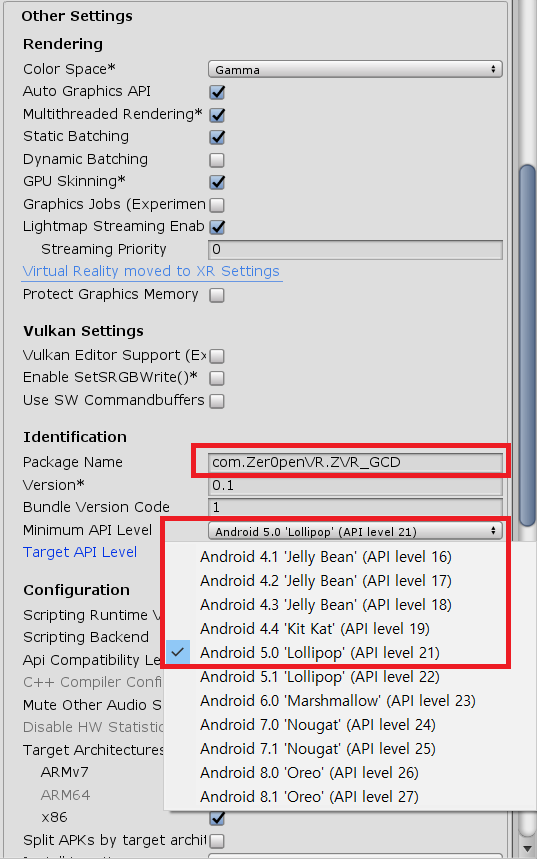 Other Settings
Rendering
Color Space* Gamma
Auto Graphics API
Multithreaded Rendering*
Static Batching
Dynamic Batching
GPU Skinning*
Graphics Jobs (Experimen
Lightmap Streaming Enab
Streaming Priority 0
Virtual Reality moved to XR Settings
Protect Graphics Memory
Vulkan Settings
Vulkan Editor Support (Ex
Enable SetSRGBWrite()*
Use SW Commandbuffers
Identification
Package Name com.Zer0penVR.ZVR_GCD
Version* 0.1
Bundle Version Code 1
Minimum API Level Android 5.0 'Lollipop' (API level 21)
Target API Level
Android 4.1 'Jelly Bean' (API level 16)
Android 4.2 'Jelly Bean' (API level 17)
Android 4.3 'Jelly Bean' (API level 18)
Android 4.4 'Kit Kat' (API level 19)
Android 5.0 'Lollipop' (API level 21)
Android 5.1 'Lollipop' (API level 22)
Android 6.0 'Marshmallow' (API level 23)
Android 7.0 'Nougat' (API level 24)
Android 7.1 'Nougat' (API level 25)
Android 8.0 'Oreo' (API level 26)
Android 8.1 'Oreo' (API level 27)
Configuration
Scripting Runtime V
Scripting Backend
Api Compatibility Le
C++ Compiler Confi
Mute Other Audio S
Disable HW Statistic
Target Architectures
ARMv7
ARM64
x86
Split APKs by target archit